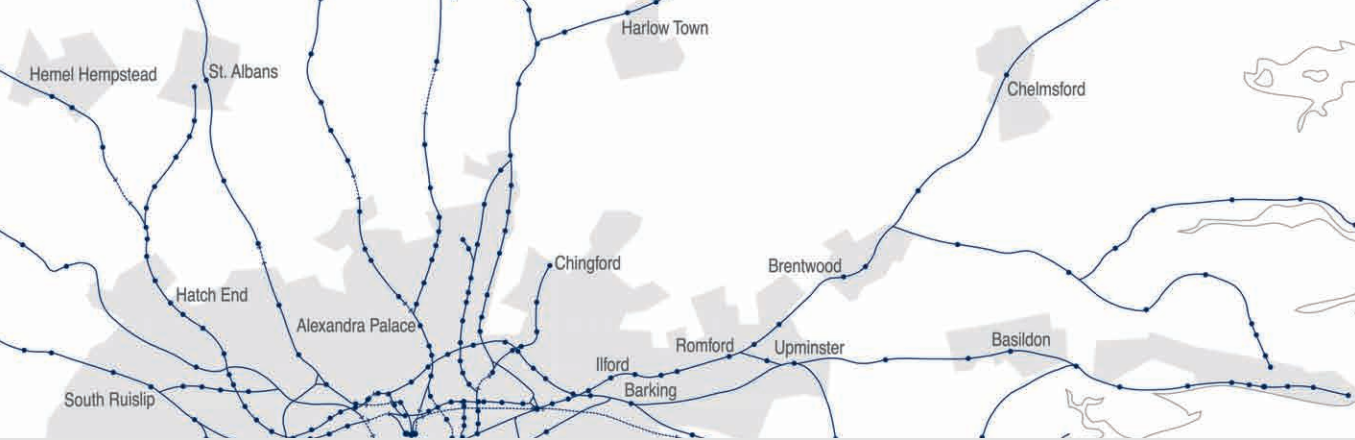 Harlow Town
Hemel Hempstead
St. Albans
Chelmsford
Chingford
Brentwood
Hatch End
Alexandra Palace
Basildon
Romford
Upminster
Ilford
Barking
South Ruislip